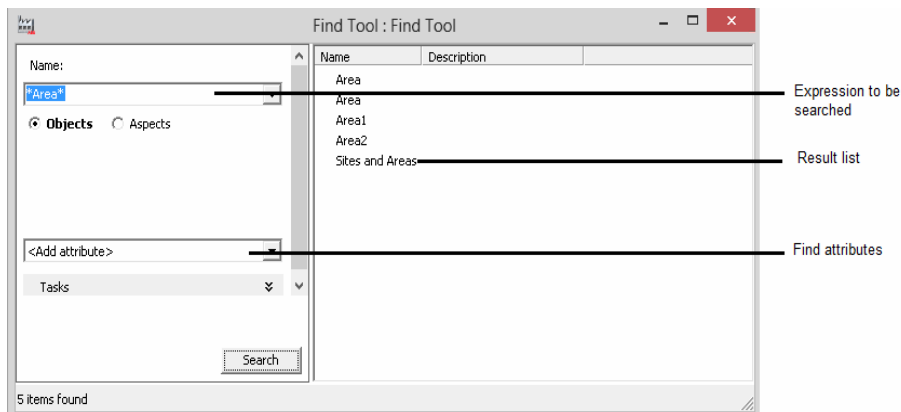 Find Tool : Find Tool
Name:
*Area*
Objects Aspects
<Add attribute>
Tasks
Search
5 items found
Name Description
Area
Area
Area1
Area2
Sites and Areas
Expression to be
searched
Result list
Find attributes